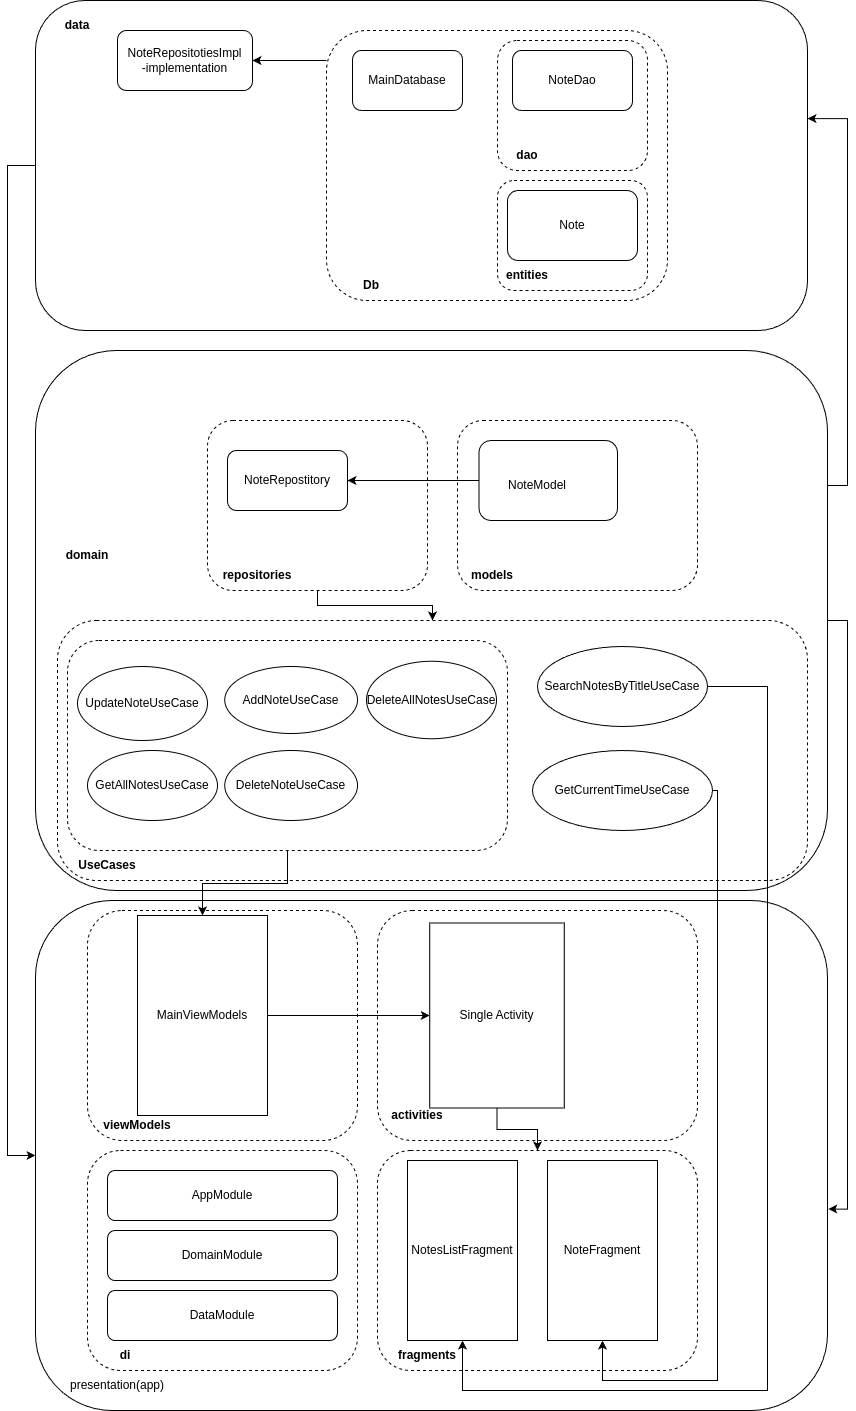 data
NoteRepositotiesImpl
-implementation
MainDatabase
NoteDao
dao
Note
entities
Db
NoteRepostitory
NoteModel
domain
repositories
models
UpdateNoteUseCase
AddNoteUseCase
DeleteAllNotesUseCase
SearchNotesByTitleUseCase
GetAllNotesUseCase
DeleteNoteUseCase
GetCurrentTimeUseCase
UseCases
MainViewModels
Single Activity
viewModels
activities
AppModule
DomainModule
DataModule
NotesListFragment
NoteFragment
di
fragments
presentation(app)